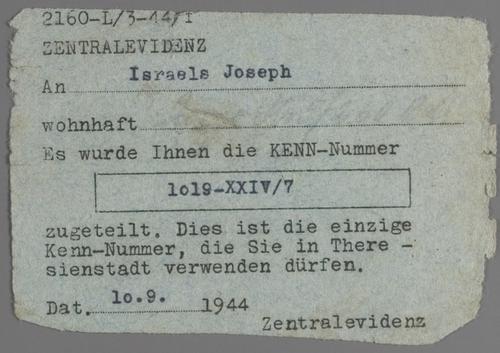 2160-L/3-44/I
ZENTRALEVIDENZ
An Israels Joseph
wohnhaft
Es wurde Ihnen die KENN-Nummer
lo19-XXIV/7
zugeteilt. Dies ist die einzige
Kenn-Nummer, die Sie in There -
sienstadt verwenden dürfen.
Dat. lo.9. 1944
Zentralevidenz